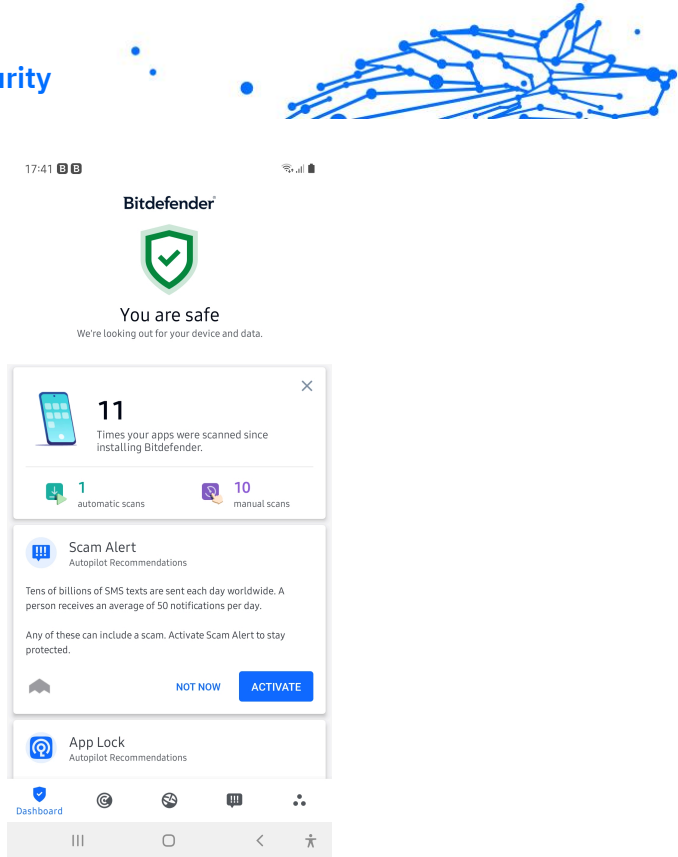 17:41 B B
Bitdefender
You are safe
We're looking out for your device and data.
11
Times your apps were scanned since
installing Bitdefender.
1
automatic scans
10
manual scans
Scam Alert
Autopilot Recommendations
Tens of billions of SMS texts are sent each day worldwide. A
person receives an average of 50 notifications per day.
Any of these can include a scam. Activate Scam Alert to stay
protected.
NOT NOW
ACTIVATE
App Lock
Autopilot Recommendations
Dashboard